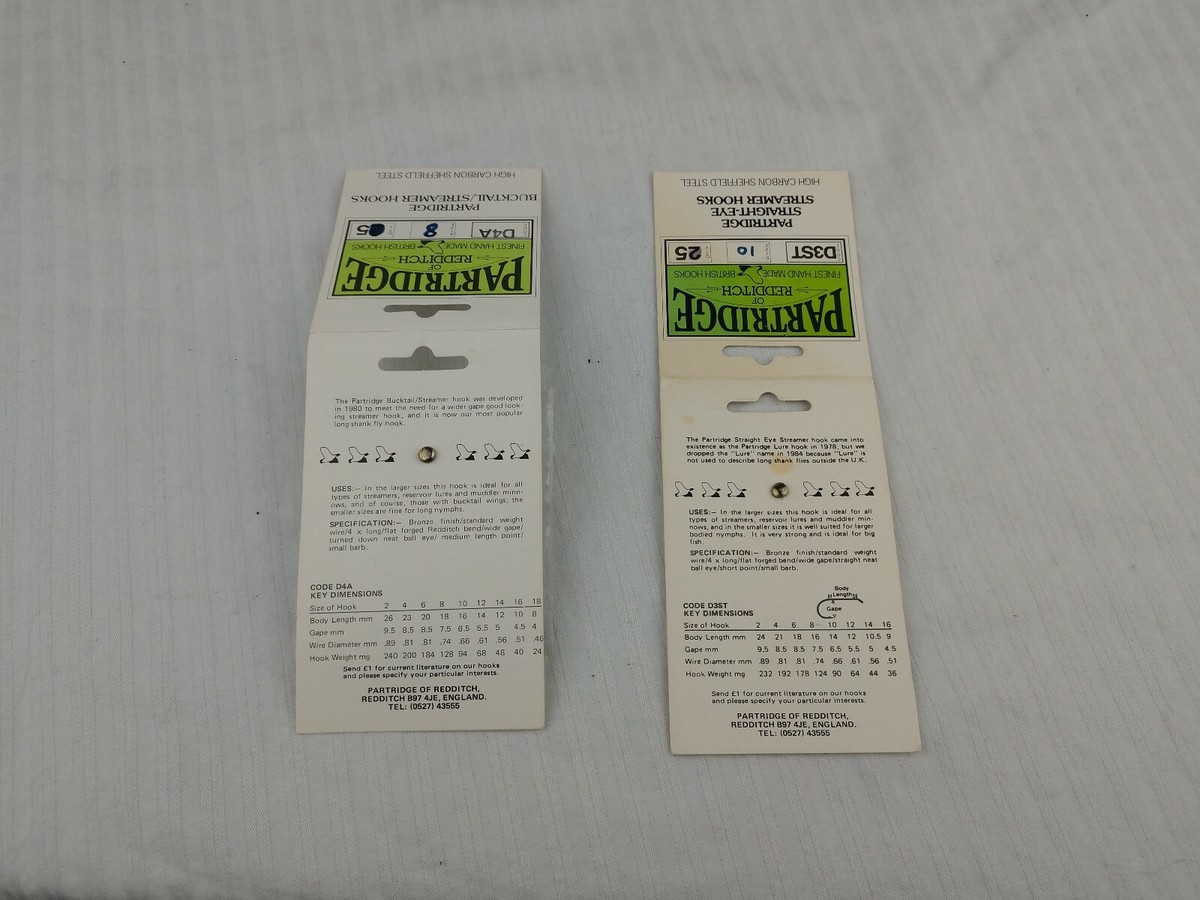 HIGH CARBON SHEFFIELD STEEL
PARTRIDGE
BUCKTAIL/STREAMER HOOKS
D4A 8
FINEST HAND MADE BRITISH HOOKS
PARTRIDGE
OF
REDDITCH
The Partridge Bucktail/Streamer hook was developed
in 1980 to meet the need for a wider gape good look-
ing streamer hook, and it is now our most popular
long shank fly hook.
USES:— In the larger sizes this hook is ideal for all
types of streamers, reservoir lures and muddler minn-
ows, and of course, those with bucktail wings; the
smaller sizes are fine for long nymphs.
SPECIFICATION:— Bronze finish/standard weight
wire/4 x long/flat forged Redditch bend/wide gape/
turned down neat ball eye/ medium length point/
small barb.
CODE D4A
KEY DIMENSIONS
Size of Hook 2 4 6 8 10 12 14 16 18
Body Length mm 26 23 20 18 16 14 12 10 8
Gape mm 9.5 8.5 8.5 7.5 6.5 5.5 5 4.5 4
Wire Diameter mm .89 .81 .81 .74 .66 .61 .56 .51 .46
Hook Weight mg 240 200 184 128 94 68 48 40 24
Send £1 for current literature on our hooks
and please specify your particular interests.
PARTRIDGE OF REDDITCH,
REDDITCH B97 4JE, ENGLAND.
TEL: (0527) 43555
HIGH CARBON SHEFFIELD STEEL
PARTRIDGE
STRAIGHT-EYE
STREAMER HOOKS
D3ST 10 25
FINEST HAND MADE BRITISH HOOKS
PARTRIDGE
OF
REDDITCH
The Partridge Straight Eye Streamer hook came into
existence as the Partridge Lure hook in 1978, but we
dropped the "Lure" name in 1984 because "Lure" is
not used to describe long shank flies outside the U.K.
USES:— In the larger sizes this hook is ideal for all
types of streamers, reservoir lures and muddler min-
nows, and in the smaller sizes it is well suited for larger
bodied nymphs. It is very strong and is ideal for big
fish.
SPECIFICATION:— Bronze finish/standard weight
wire/4 x long/flat forged bend/wide gape/straight neat
ball eye/short point/small barb.
Body
Length
Gape
CODE D3ST
KEY DIMENSIONS
Size of Hook 2 4 6 8 10 12 14 16
Body Length mm 24 21 18 16 14 12 10.5 9
Gape mm 9.5 8.5 8.5 7.5 6.5 5.5 5 4.5
Wire Diameter mm .89 .81 .81 .74 .66 .61 .56 .51
Hook Weight mg 232 192 178 124 90 64 44 36
Send £1 for current literature on our hooks
and please specify your particular interests.
PARTRIDGE OF REDDITCH,
REDDITCH B97 4JE, ENGLAND.
TEL: (0527) 43555